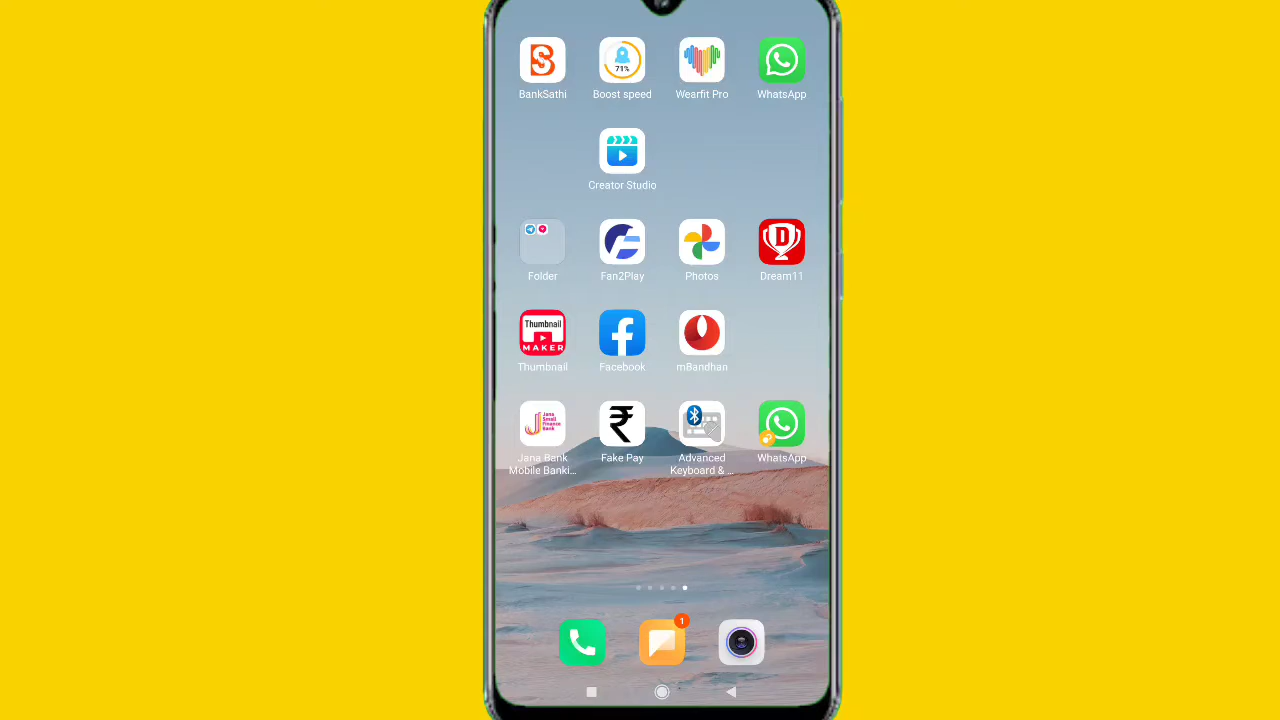 BankSathi
71%
Boost speed
Wearfit Pro
WhatsApp
Creator Studio
Folder
Fan2Play
Photos
D
Dream11
Thumbnail
MAKER
Thumbnail
Facebook
mBandhan
Jana
Small
Finance
Bank
Jana Bank
Mobile Banki...
₹
Fake Pay
Advanced
Keyboard & ...
WhatsApp
1